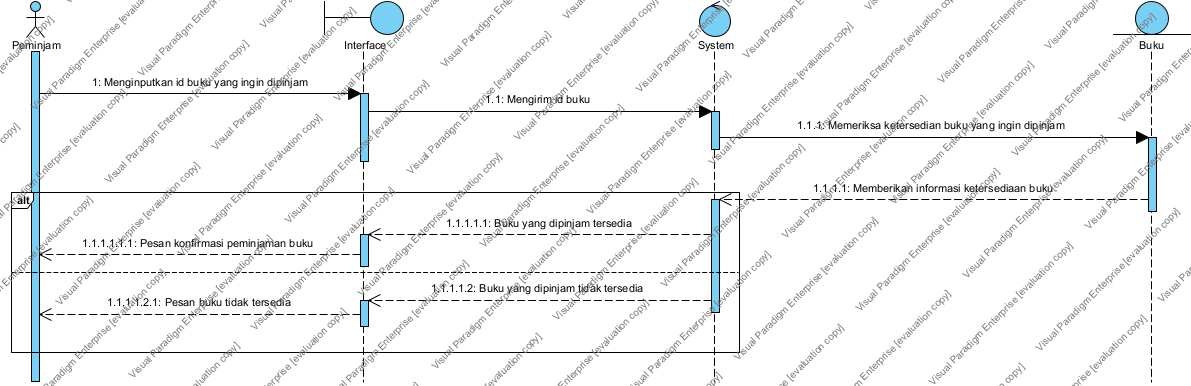 Peminjam
Interface
System
Buku
1: Menginputkan id buku yang ingin dipinjam
1.1: Mengirim id buku
1.1.1: Memeriksa ketersedian buku yang ingin dipinjam
1.1.1.1: Memberikan informasi ketersediaan buku
alt
1.1.1.1.1: Buku yang dipinjam tersedia
1.1.1.1.1.1: Pesan konfirmasi peminjaman buku
1.1.1.1.2: Buku yang dipinjam tidak tersedia
1.1.1.1.2.1: Pesan buku tidak tersedia
Visual Paradigm Enterprise [evaluation copy]